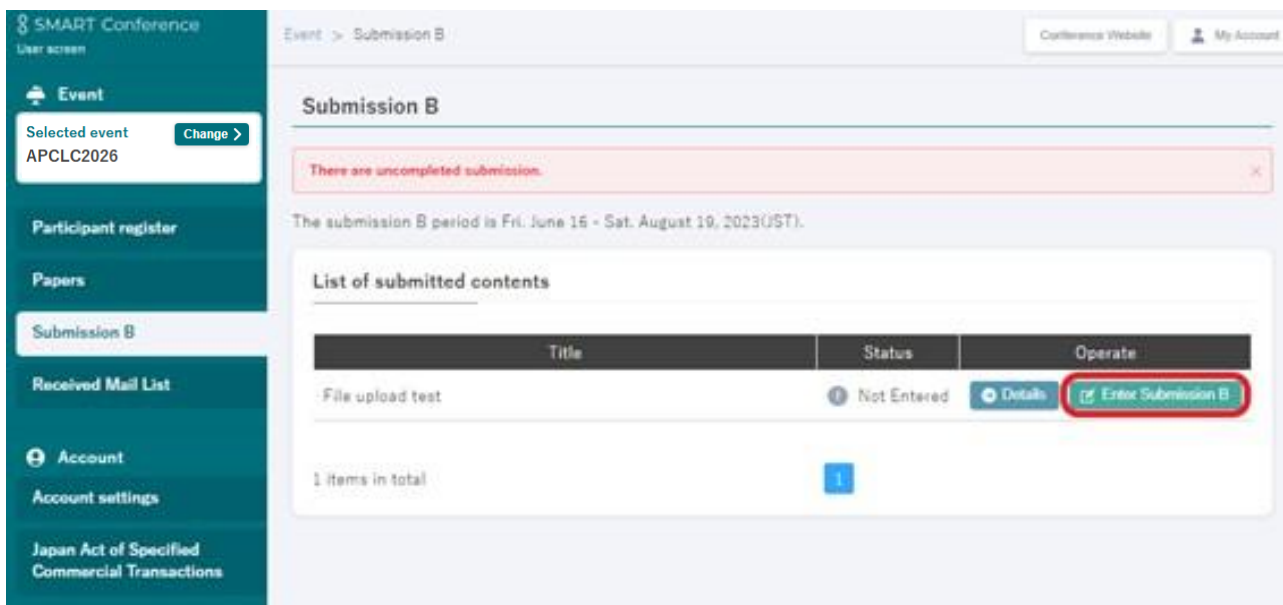 SMART Conference
User screen
Event
Selected event
Change
APCLC2026
Participant register
Papers
Submission B
Received Mail List
Account
Account settings
Japan Act of Specified
Commercial Transactions
Event > Submission B
Conference Website
My Account
Submission B
There are uncompleted submission.
×
The submission B period is Fri. June 16 - Sat. August 19, 2023(JST).
List of submitted contents
Title Status Operate
File upload test Not Entered Details Enter Submission B
1 items in total 1